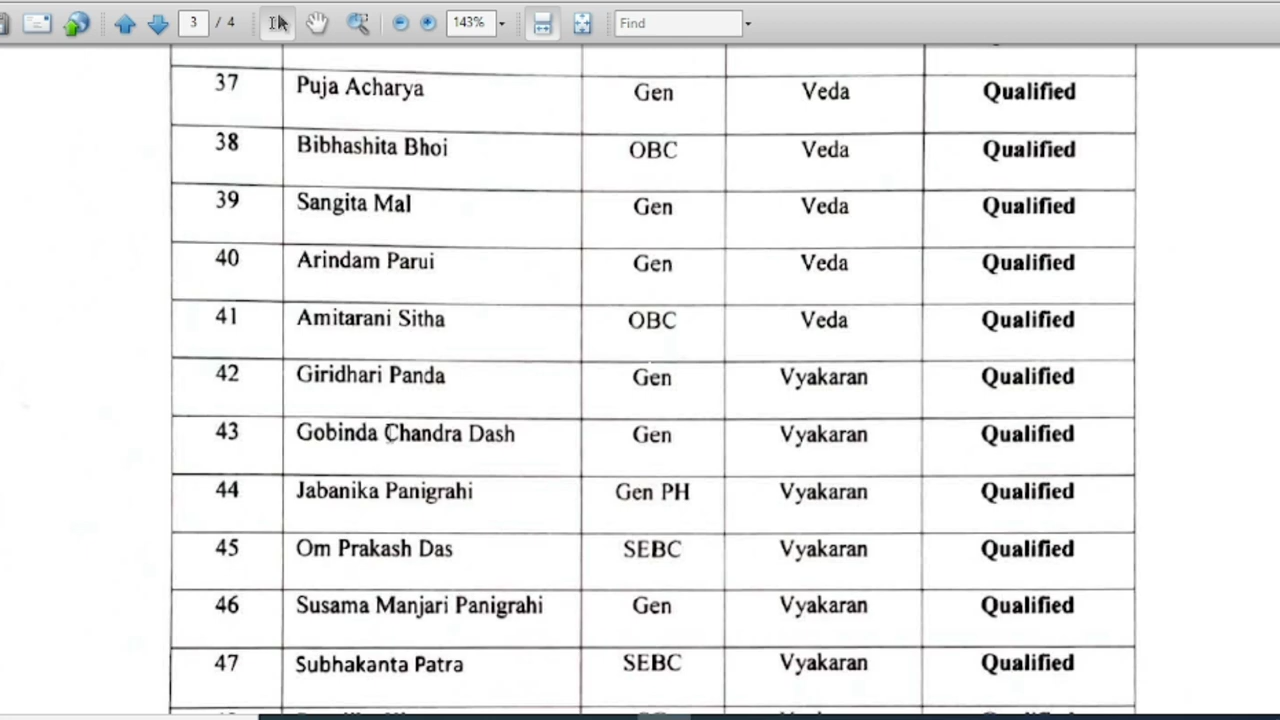 3 / 4 143% Find
37 Puja Acharya Gen Veda Qualified
38 Bibhashita Bhoi OBC Veda Qualified
39 Sangita Mal Gen Veda Qualified
40 Arindam Parui Gen Veda Qualified
41 Amitarani Sitha OBC Veda Qualified
42 Giridhari Panda Gen Vyakaran Qualified
43 Gobinda Chandra Dash Gen Vyakaran Qualified
44 Jabanika Panigrahi Gen PH Vyakaran Qualified
45 Om Prakash Das SEBC Vyakaran Qualified
46 Susama Manjari Panigrahi Gen Vyakaran Qualified
47 Subhakanta Patra SEBC Vyakaran Qualified